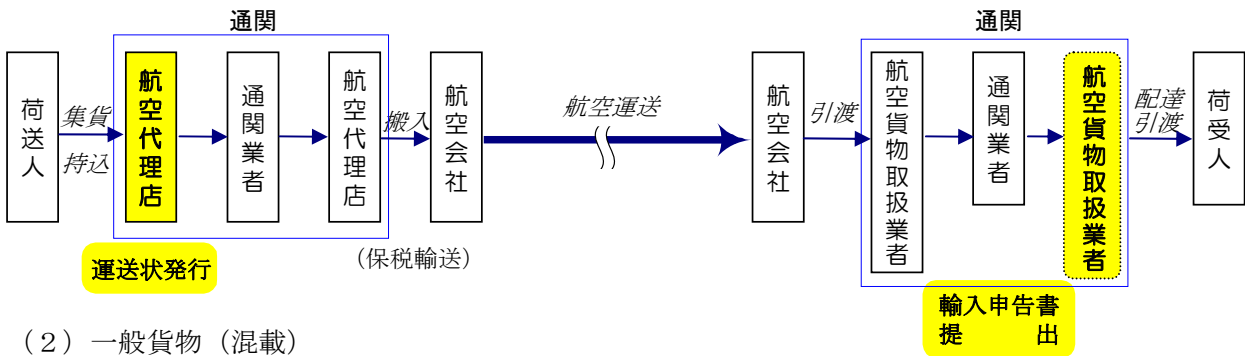 通関
通関
荷送人
集貨
持込
航空代理店
通関業者
航空代理店
搬入
航空会社
航空運送
航空会社
引渡
航空貨物取扱業者
通関業者
航空貨物取扱業者
配達
引渡
荷受人
運送状発行
（保税輸送）
輸入申告書
提　　　出
（２）一般貨物（混載）